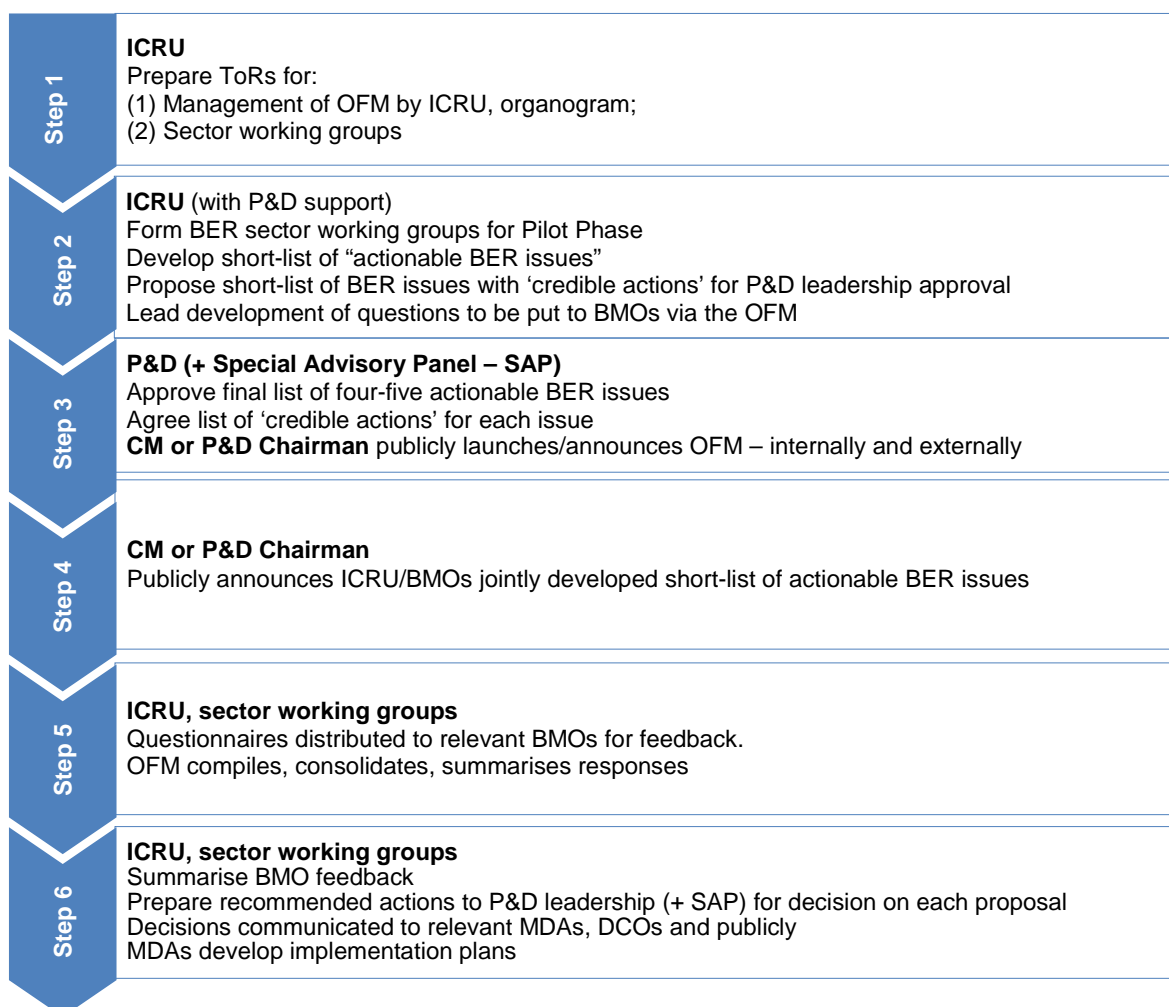 Step 1
ICRU
Prepare ToRs for:
(1) Management of OFM by ICRU, organogram;
(2) Sector working groups
Step 2
ICRU (with P&D support)
Form BER sector working groups for Pilot Phase
Develop short-list of “actionable BER issues”
Propose short-list of BER issues with ‘credible actions’ for P&D leadership approval
Lead development of questions to be put to BMOs via the OFM
Step 3
P&D (+ Special Advisory Panel – SAP)
Approve final list of four-five actionable BER issues
Agree list of ‘credible actions’ for each issue
CM or P&D Chairman publicly launches/announces OFM – internally and externally
Step 4
CM or P&D Chairman
Publicly announces ICRU/BMOs jointly developed short-list of actionable BER issues
Step 5
ICRU, sector working groups
Questionnaires distributed to relevant BMOs for feedback.
OFM compiles, consolidates, summarises responses
Step 6
ICRU, sector working groups
Summarise BMO feedback
Prepare recommended actions to P&D leadership (+ SAP) for decision on each proposal
Decisions communicated to relevant MDAs, DCOs and publicly
MDAs develop implementation plans